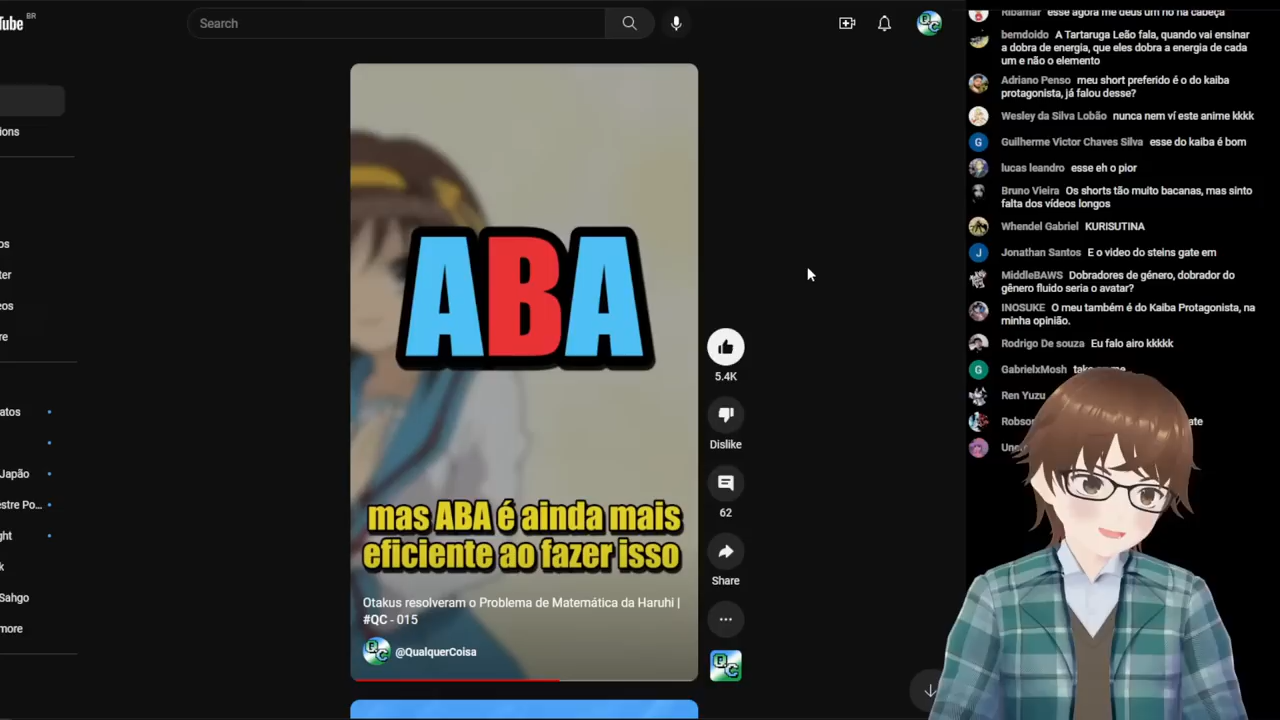 Tube BR
Search
ions
os
ter
eos
re
atos
Japão
estre Po...
ght
k
Sahgo
more
ABA
mas ABA é ainda mais
eficiente ao fazer isso
Otakus resolveram o Problema de Matemática da Haruhi |
#QC - 015
QC
@QualquerCoisa
5.4K
Dislike
62
Share
QC
Ribamar esse agora me deus um nó na cabeça
bemdoido A Tartaruga Leão fala, quando vai ensinar
a dobra de energia, que eles dobra a energia de cada
um e não o elemento
Adriano Penso meu short preferido é o do kaiba
protagonista, já falou desse?
Wesley da Silva Lobão nunca nem ví este anime kkkk
G Guilherme Victor Chaves Silva esse do kaiba é bom
lucas leandro esse eh o pior
Bruno Vieira Os shorts tão muito bacanas, mas sinto
falta dos vídeos longos
Whendel Gabriel KURISUTINA
J Jonathan Santos E o video do steins gate em
MiddleBAWS Dobradores de género, dobrador do
gênero fluido seria o avatar?
INOSUKE O meu também é do Kaiba Protagonista, na
minha opinião.
Rodrigo De souza Eu falo airo kkkkk
G GabrielxMosh
Ren Yuzu